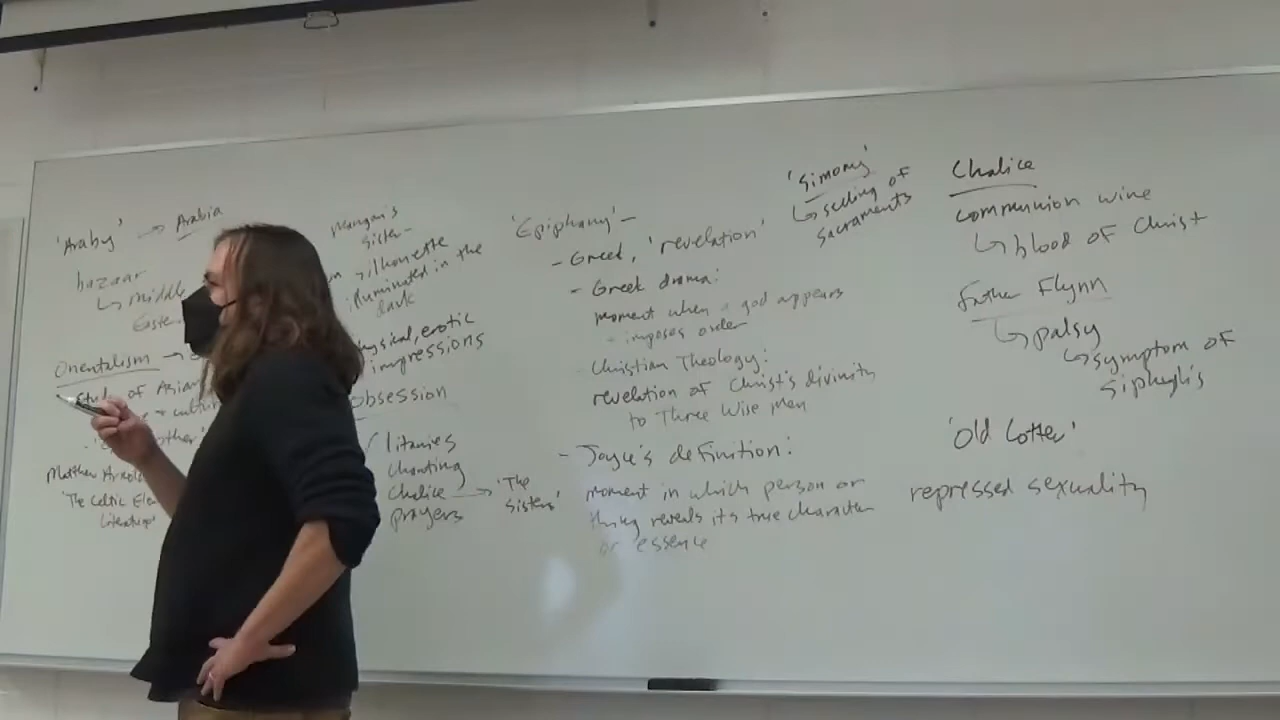 'Araby' → Arabia
bazaar
↳ Middle
Easte
Orientalism →
Study of Asian
+ cultur
other'
Matthew Arnol
'The Celtic Ele
Literature'
Mangan's
sister-
silhouette
illuminated in the
dark
physical, erotic
impressions
obsession
litanies
chanting
chalice → 'The
Sisters'
prayers
'Epiphany' -
- Greek, 'revelation'
- Greek drama:
moment when a god appears
+ imposes order
Christian Theology:
revelation of Christ's divinity
to Three Wise Men
- Joyce's definition:
moment in which person or
thing reveals its true character
or essence
'Simony'
↳ selling of
sacraments
Chalice
communion wine
↳ blood of Christ
Father Flynn
↳ palsy
↳ symptom of
siphylis
'Old Cotter'
repressed sexuality